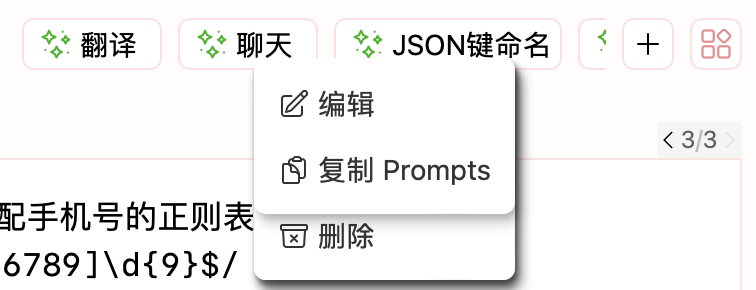 翻译 聊天 JSON键命名
编辑
3/3
复制 Prompts
配手机号的正则表
删除
6789]\d{9}$/